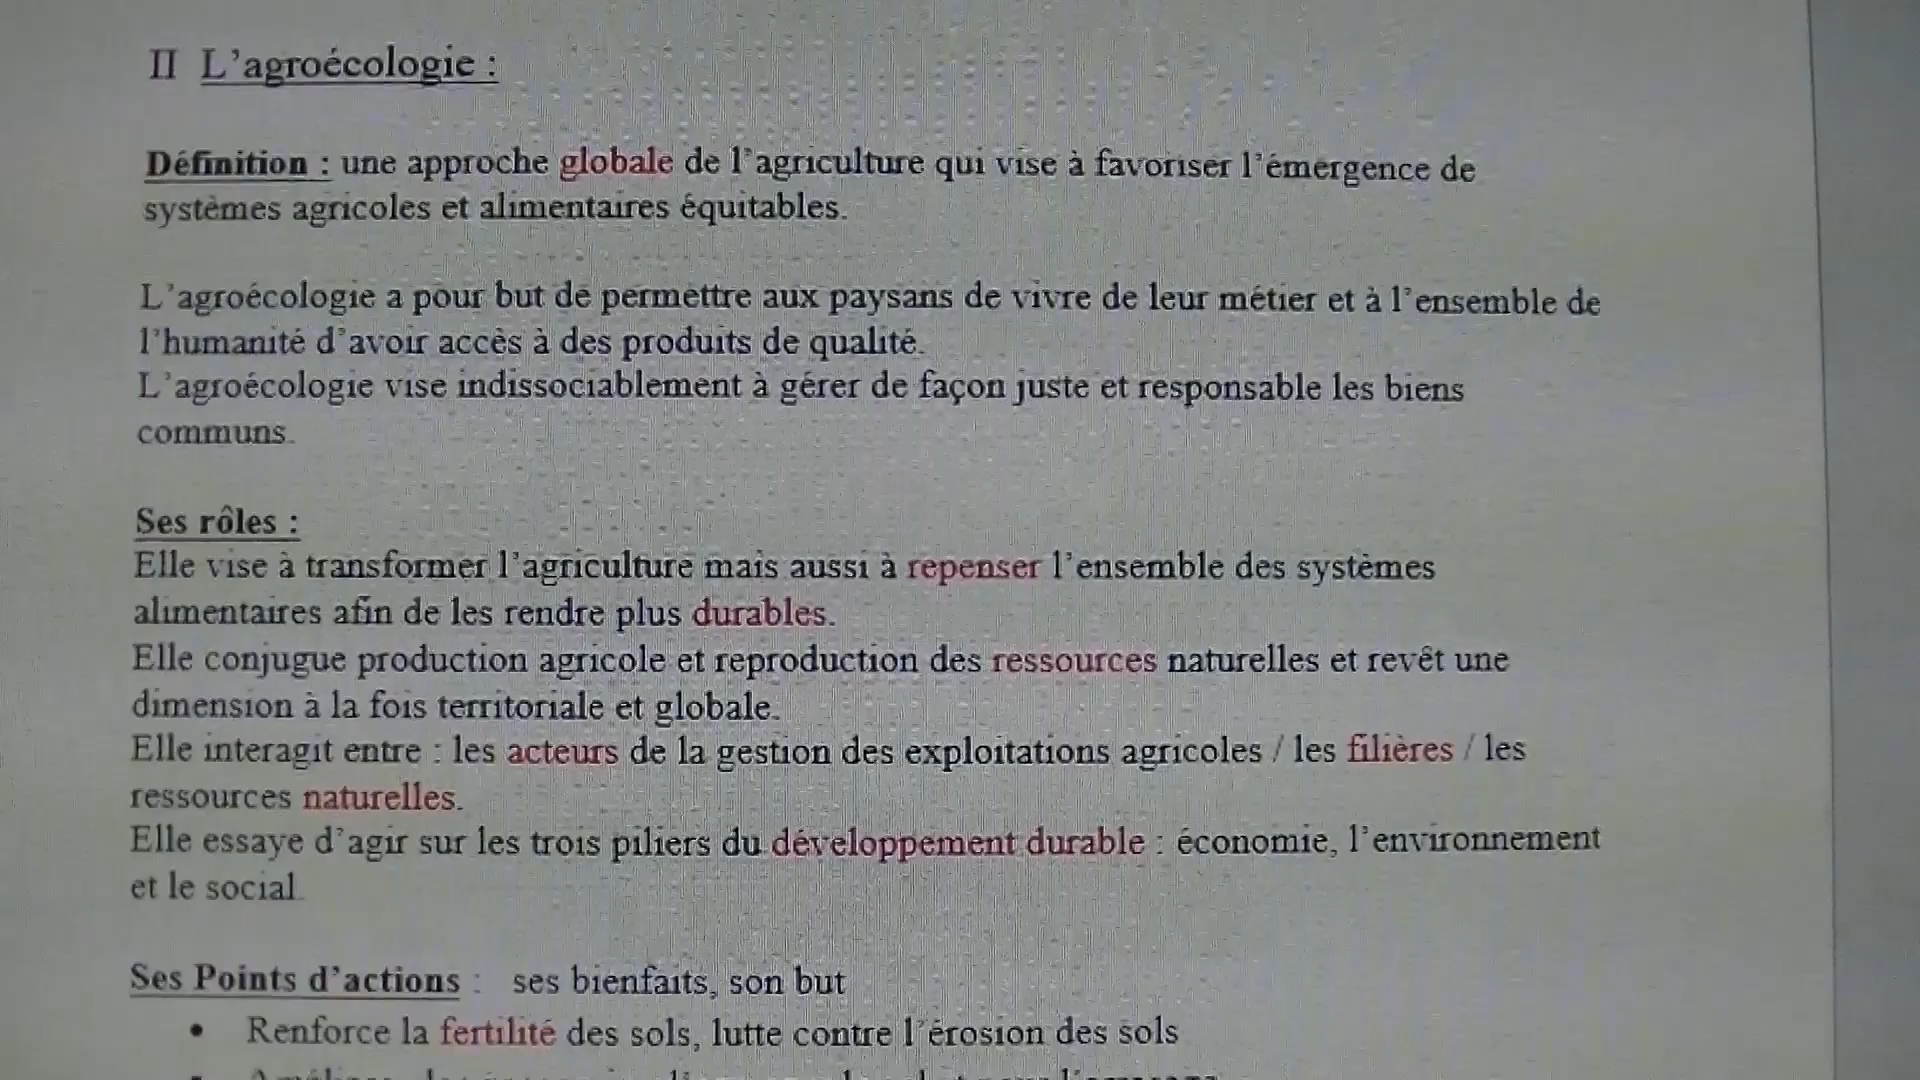 II L'agroécologie :
Définition : une approche globale de l'agriculture qui vise à favoriser l'émergence de
systèmes agricoles et alimentaires équitables.
L'agroécologie a pour but de permettre aux paysans de vivre de leur métier et à l'ensemble de
l'humanité d'avoir accès à des produits de qualité.
L'agroécologie vise indissociablement à gérer de façon juste et responsable les biens
communs.
Ses rôles :
Elle vise à transformer l'agriculture mais aussi à repenser l'ensemble des systèmes
alimentaires afin de les rendre plus durables.
Elle conjugue production agricole et reproduction des ressources naturelles et revêt une
dimension à la fois territoriale et globale.
Elle interagit entre : les acteurs de la gestion des exploitations agricoles / les filières / les
ressources naturelles.
Elle essaye d'agir sur les trois piliers du développement durable : économie, l'environnement
et le social.
Ses Points d'actions : ses bienfaits, son but
• Renforce la fertilité des sols, lutte contre l'érosion des sols